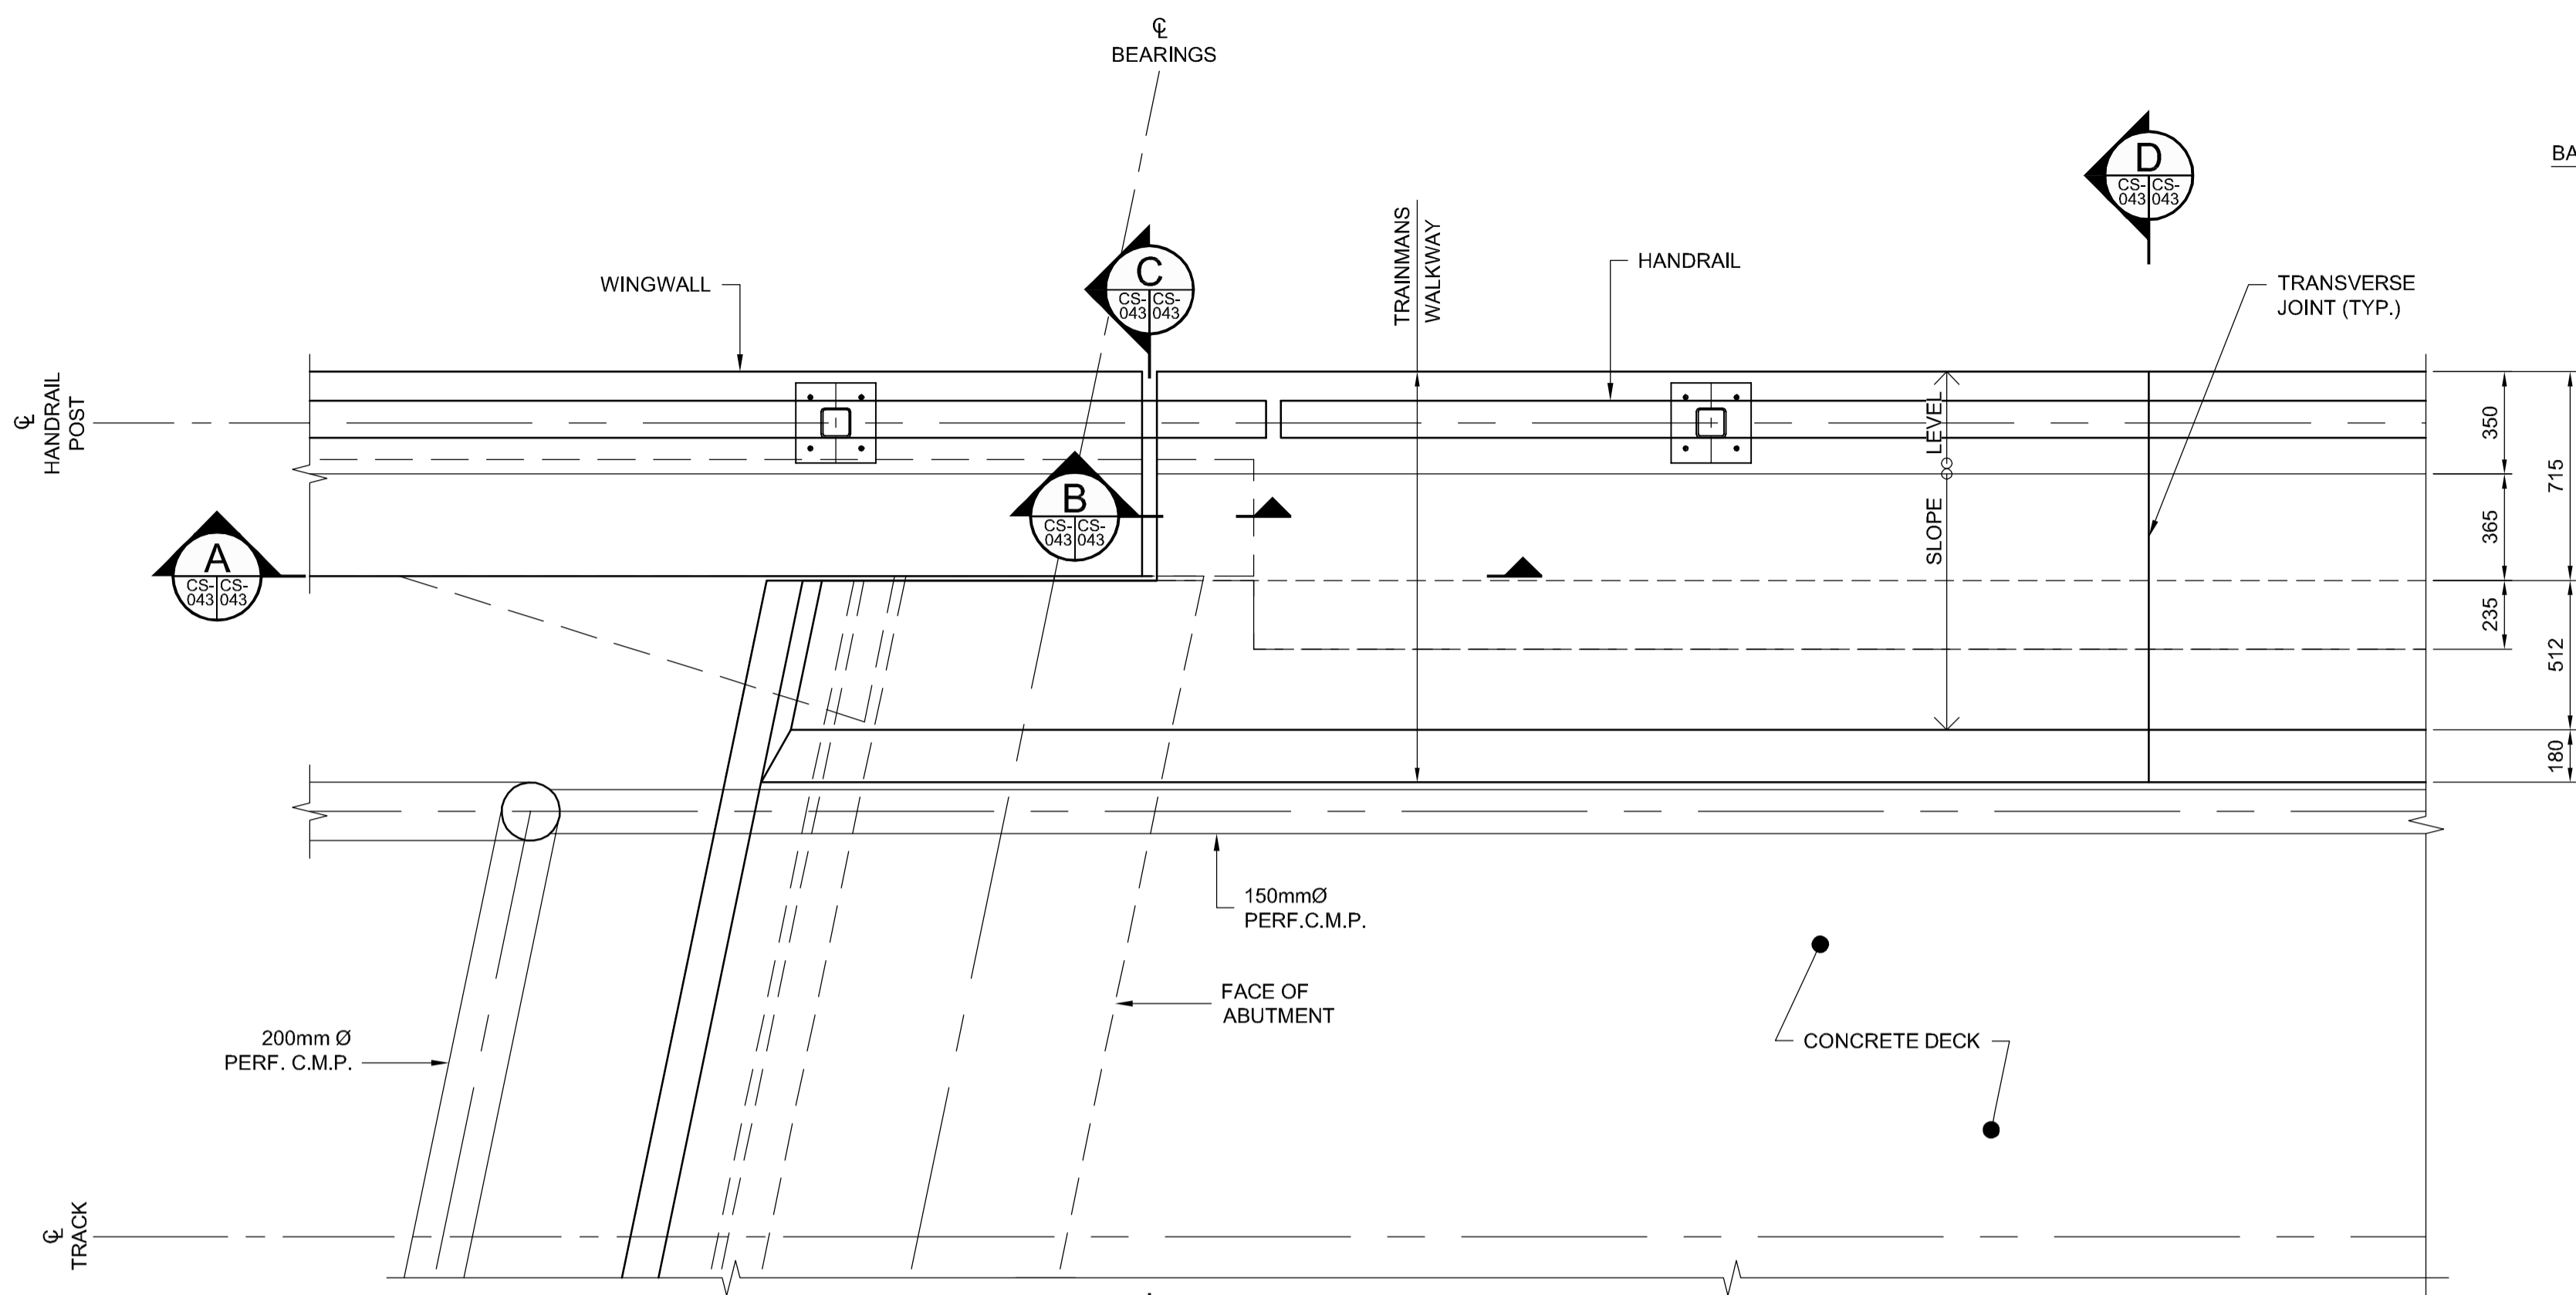 ℄
BEARINGS
D
CS-
043
CS-
043
BA
TRAINMANS
WALKWAY
C
CS-
043
CS-
043
HANDRAIL
WINGWALL
TRANSVERSE
JOINT (TYP.)
℄
HANDRAIL
POST
LEVEL
SLOPE
350
365
235
715
512
180
B
CS-
043
CS-
043
A
CS-
043
CS-
043
150mmØ
PERF.C.M.P.
FACE OF
ABUTMENT
200mm Ø
PERF. C.M.P.
CONCRETE DECK
℄
TRACK